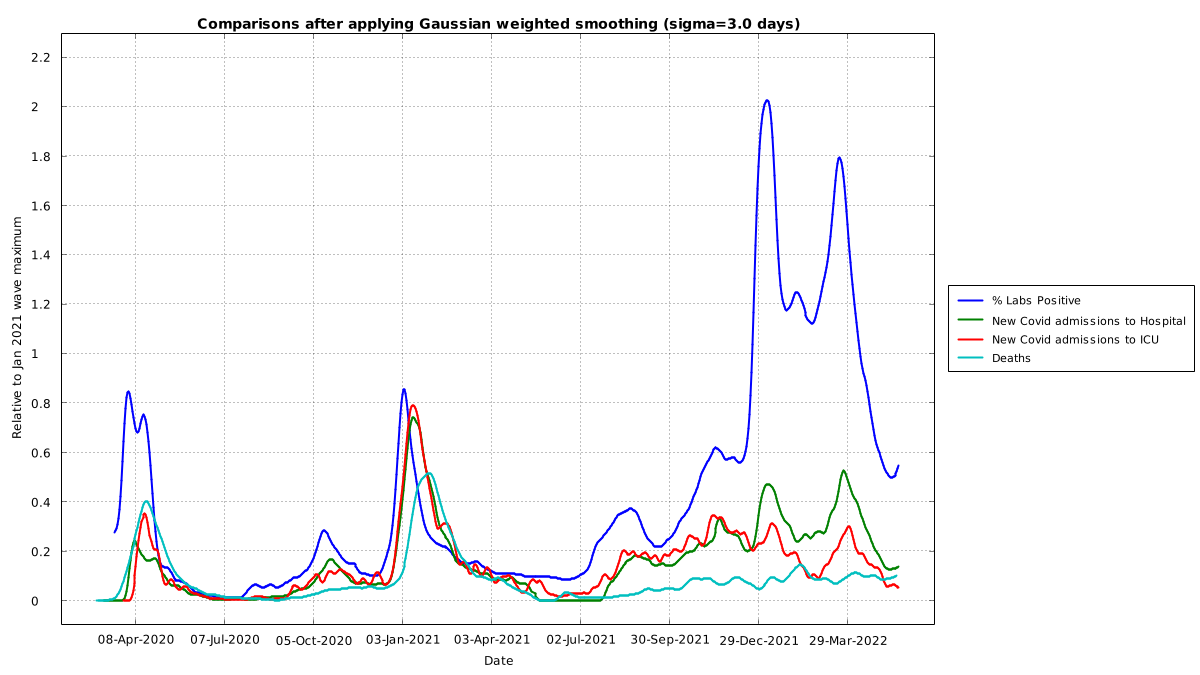 Comparisons after applying Gaussian weighted smoothing (sigma=3.0 days)
Relative to Jan 2021 wave maximum
2.2
2
1.8
1.6
1.4
1.2
1
0.8
0.6
0.4
0.2
0
08-Apr-2020 07-Jul-2020 05-Oct-2020 03-Jan-2021 03-Apr-2021 02-Jul-2021 30-Sep-2021 29-Dec-2021 29-Mar-2022
Date
% Labs Positive
New Covid admissions to Hospital
New Covid admissions to ICU
Deaths